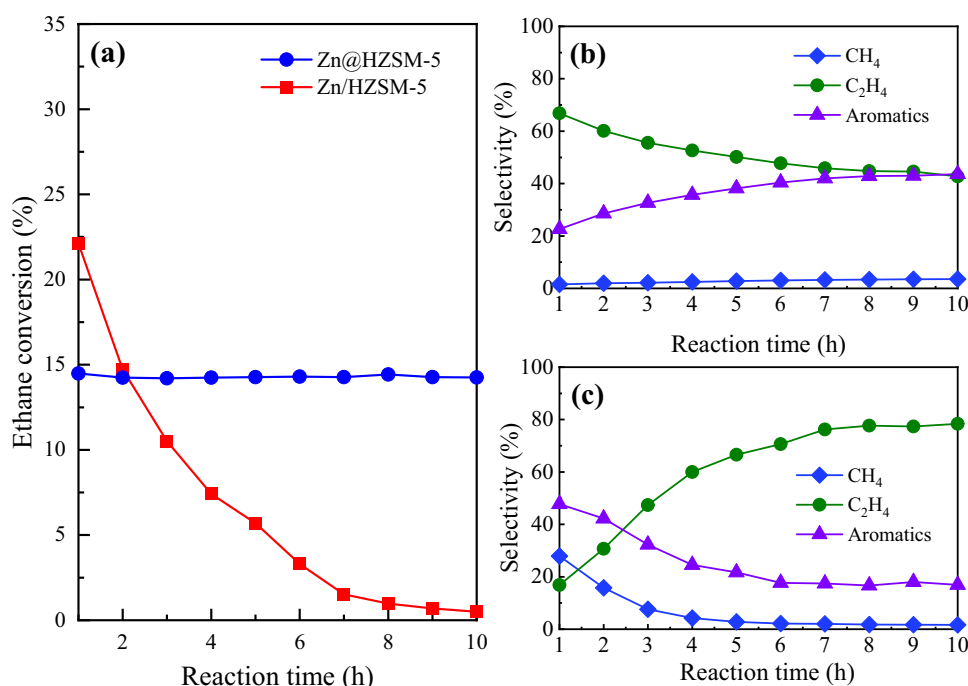 (a)
Zn@HZSM-5
Zn/HZSM-5
Ethane conversion (%)
35
30
25
20
15
10
5
0
2 4 6 8 10
Reaction time (h)
(b)
CH₄
C₂H₄
Aromatics
Selectivity (%)
100
80
60
40
20
0
1 2 3 4 5 6 7 8 9 10
Reaction time (h)
(c)
CH₄
C₂H₄
Aromatics
Selectivity (%)
100
80
60
40
20
0
1 2 3 4 5 6 7 8 9 10
Reaction time (h)